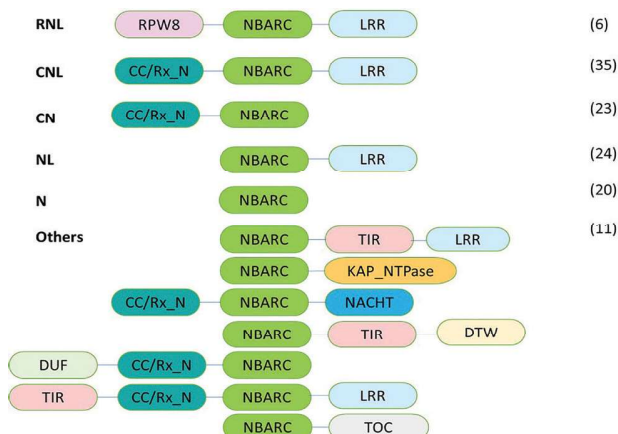 RNL RPW8 NBARC LRR (6)
CNL CC/Rx_N NBARC LRR (35)
CN CC/Rx_N NBARC (23)
NL NBARC LRR (24)
N NBARC (20)
Others NBARC TIR LRR (11)
NBARC KAP_NTPase
CC/Rx_N NBARC NACHT
NBARC TIR DTW
DUF CC/Rx_N NBARC
TIR CC/Rx_N NBARC LRR
NBARC TOC